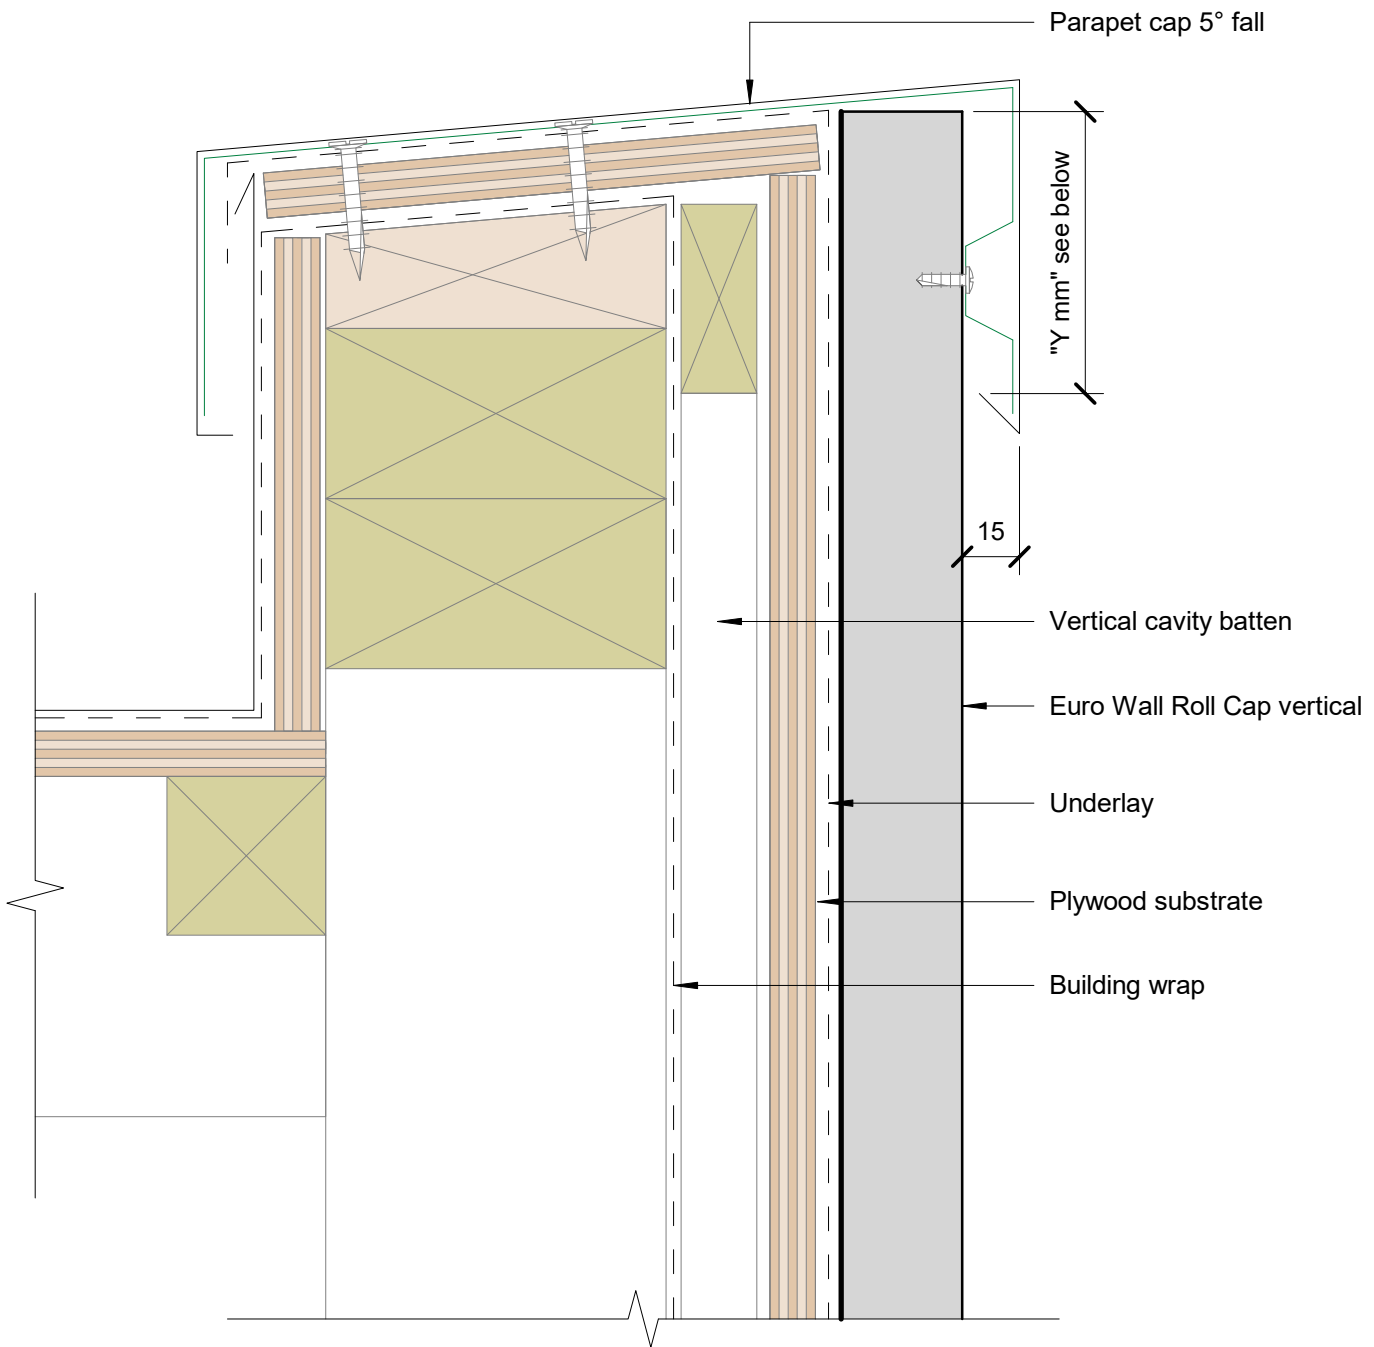 Parapet cap 5° fall
"Y mm" see below
15
Vertical cavity batten
Euro Wall Roll Cap vertical
Underlay
Plywood substrate
Building wrap